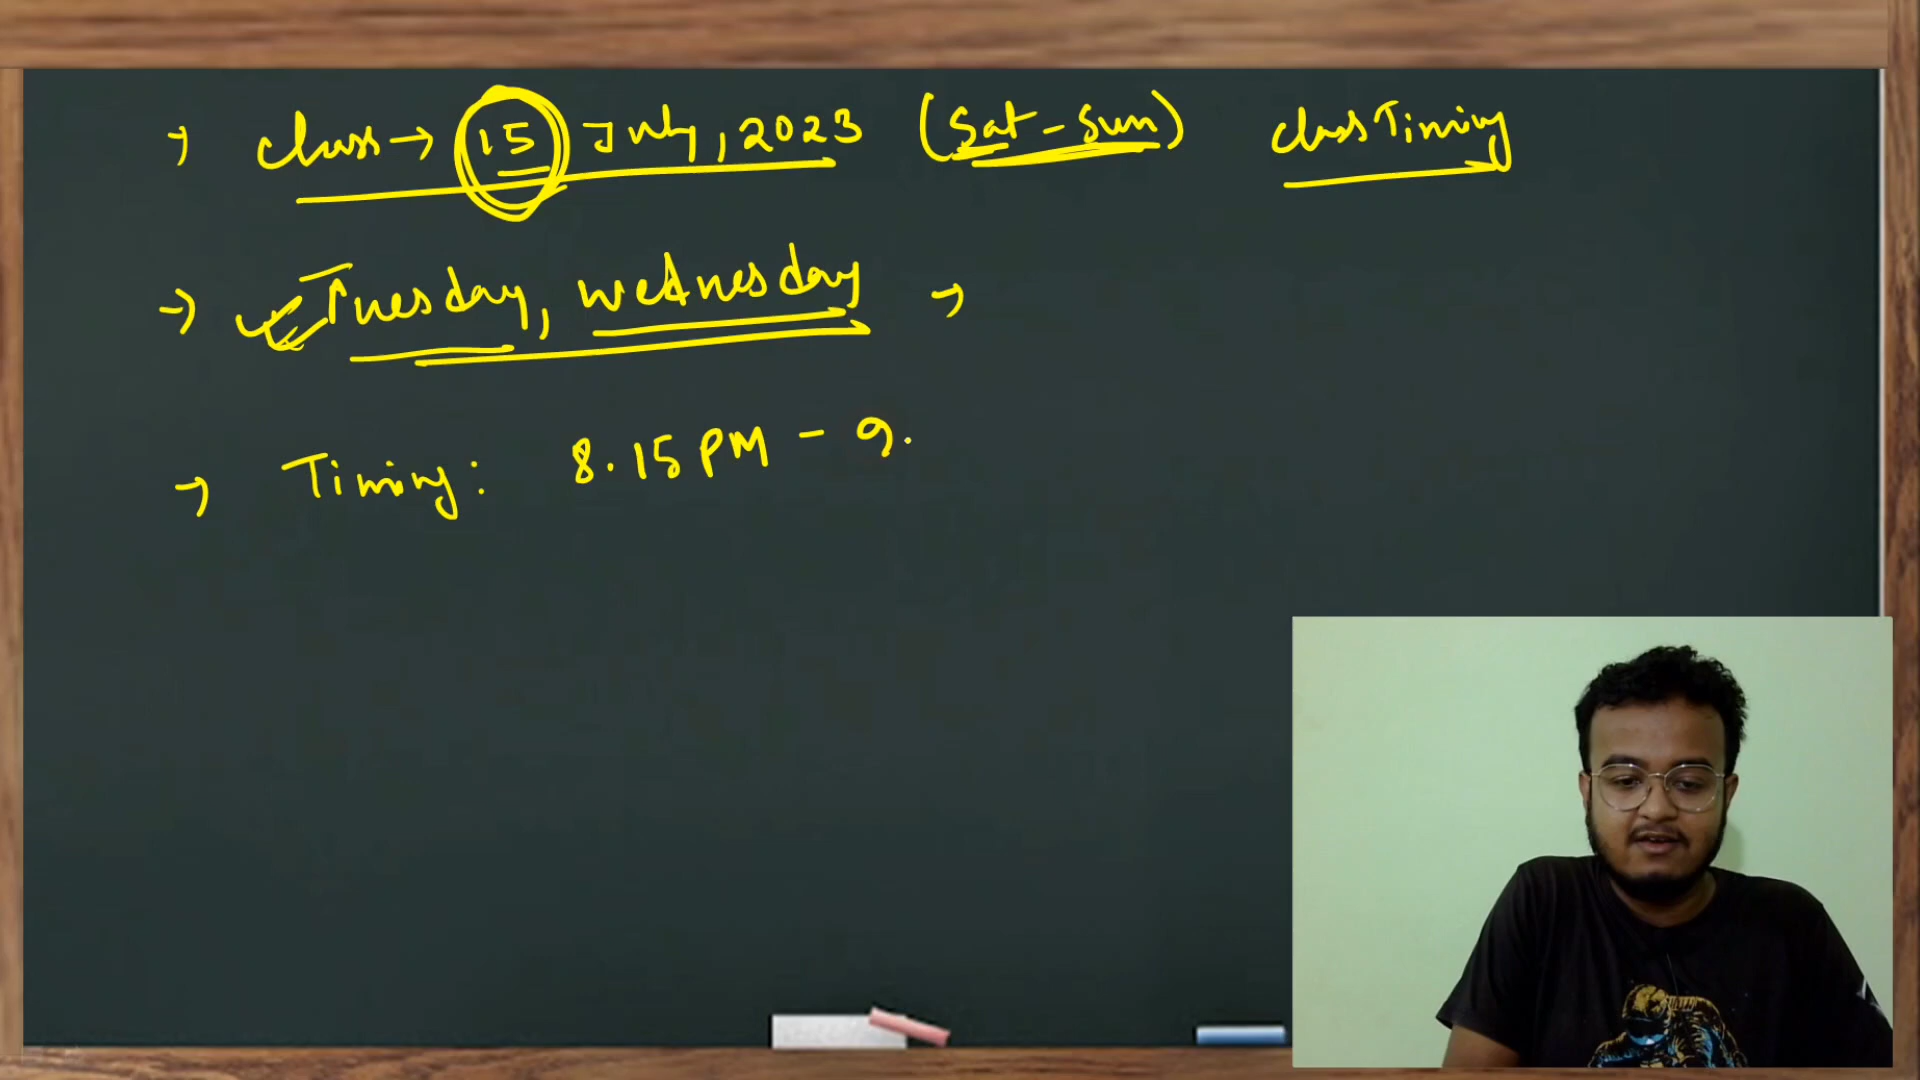 → class → 15 July, 2023 (Sat - Sun) class Timing
→ Tuesday, wednesday →
→ Timing: 8.15 PM - 9.